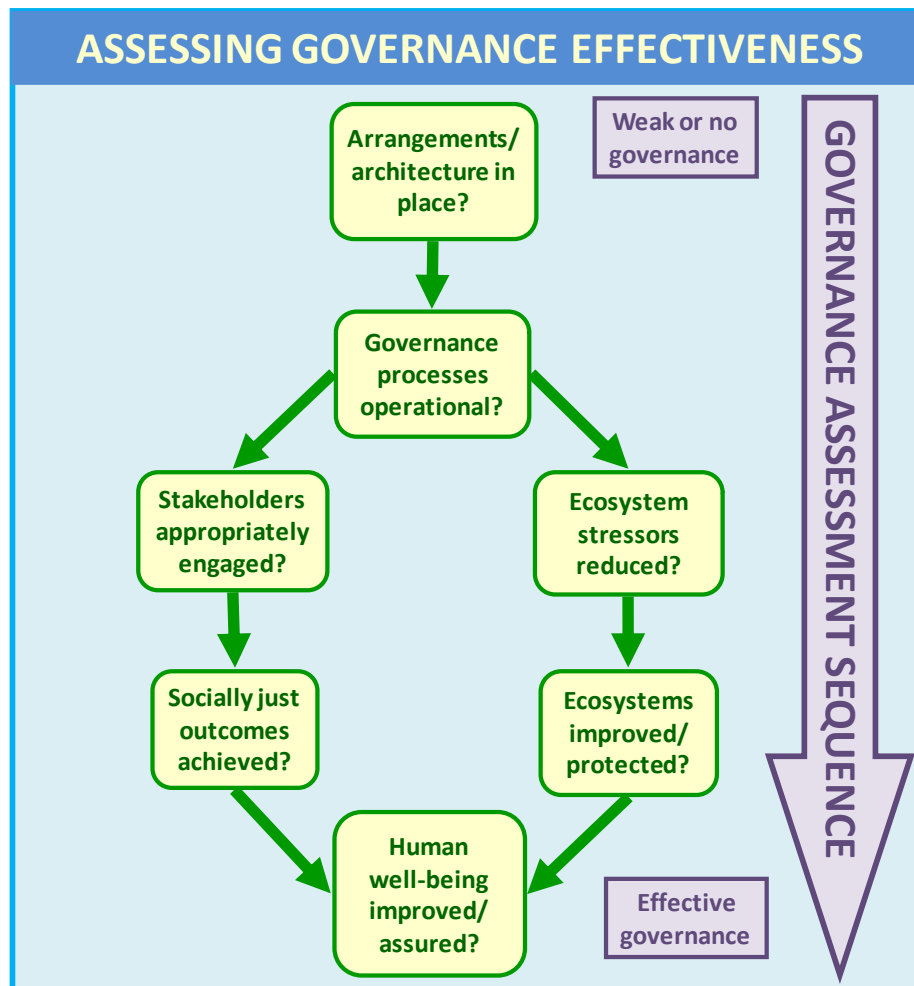 ASSESSING GOVERNANCE EFFECTIVENESS
Arrangements/
architecture in
place?
Weak or no
governance
GOVERNANCE ASSESSMENT SEQUENCE
Governance
processes
operational?
Stakeholders
appropriately
engaged?
Ecosystem
stressors
reduced?
Socially just
outcomes
achieved?
Ecosystems
improved/
protected?
Human
well-being
improved/
assured?
Effective
governance